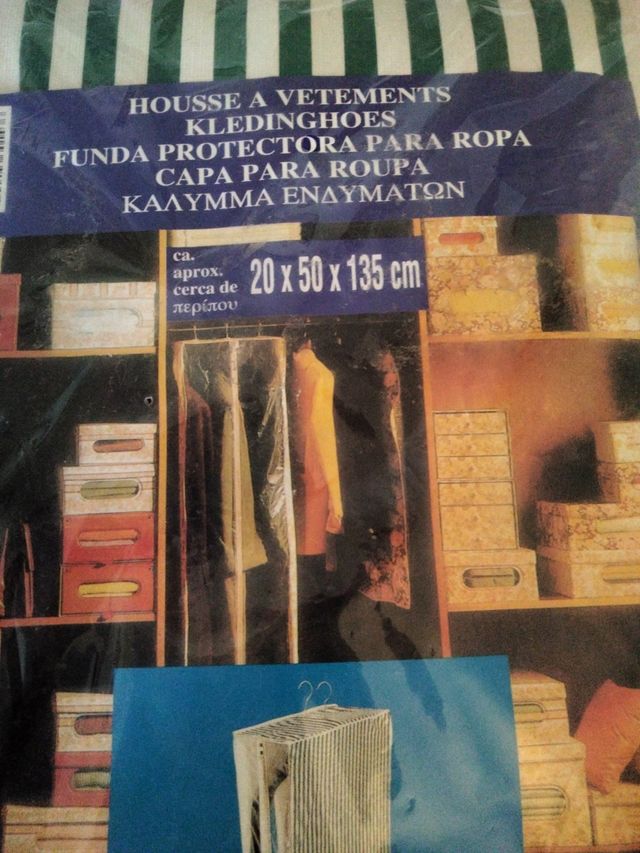 HOUSSE A VETEMENTS
KLEDINGHOES
FUNDA PROTECTORA PARA ROPA
CAPA PARA ROUPA
ΚΑΛΥΜΜΑ ΕΝΔΥΜΑΤΩΝ
ca.
aprox.
cerca de
περίπου
20 x 50 x 135 cm